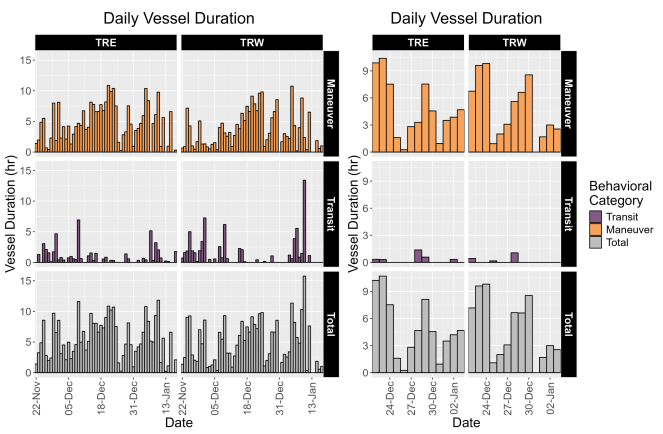 Daily Vessel Duration
Daily Vessel Duration
TRE
TRW
TRE
TRW
Vessel Duration (hr)
15
10
5
0
Maneuver
15
10
5
0
Transit
15
10
5
0
Total
22-Nov
05-Dec
18-Dec
31-Dec
13-Jan
22-Nov
05-Dec
18-Dec
31-Dec
13-Jan
Date
Vessel Duration (hr)
9
6
3
0
Maneuver
9
6
3
0
Transit
9
6
3
0
Total
24-Dec
27-Dec
30-Dec
02-Jan
24-Dec
27-Dec
30-Dec
02-Jan
Date
Behavioral
Category
Transit
Maneuver
Total